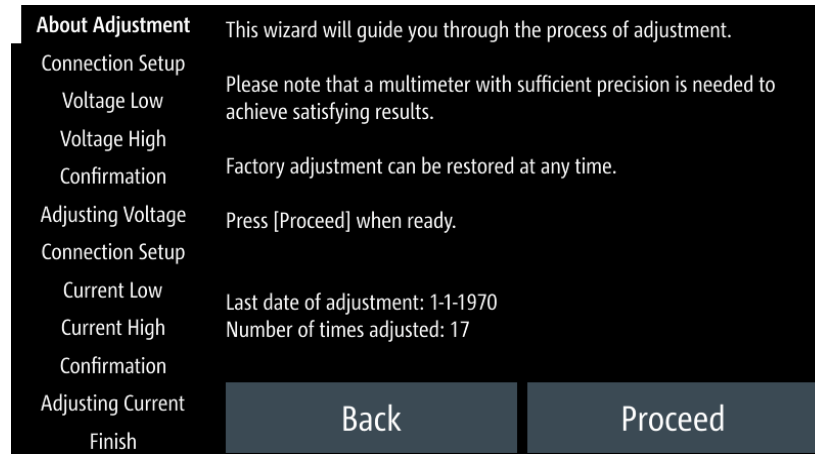 About Adjustment
Connection Setup
Voltage Low
Voltage High
Confirmation
Adjusting Voltage
Connection Setup
Current Low
Current High
Confirmation
Adjusting Current
Finish
This wizard will guide you through the process of adjustment.
Please note that a multimeter with sufficient precision is needed to
achieve satisfying results.
Factory adjustment can be restored at any time.
Press [Proceed] when ready.
Last date of adjustment: 1-1-1970
Number of times adjusted: 17
Back
Proceed